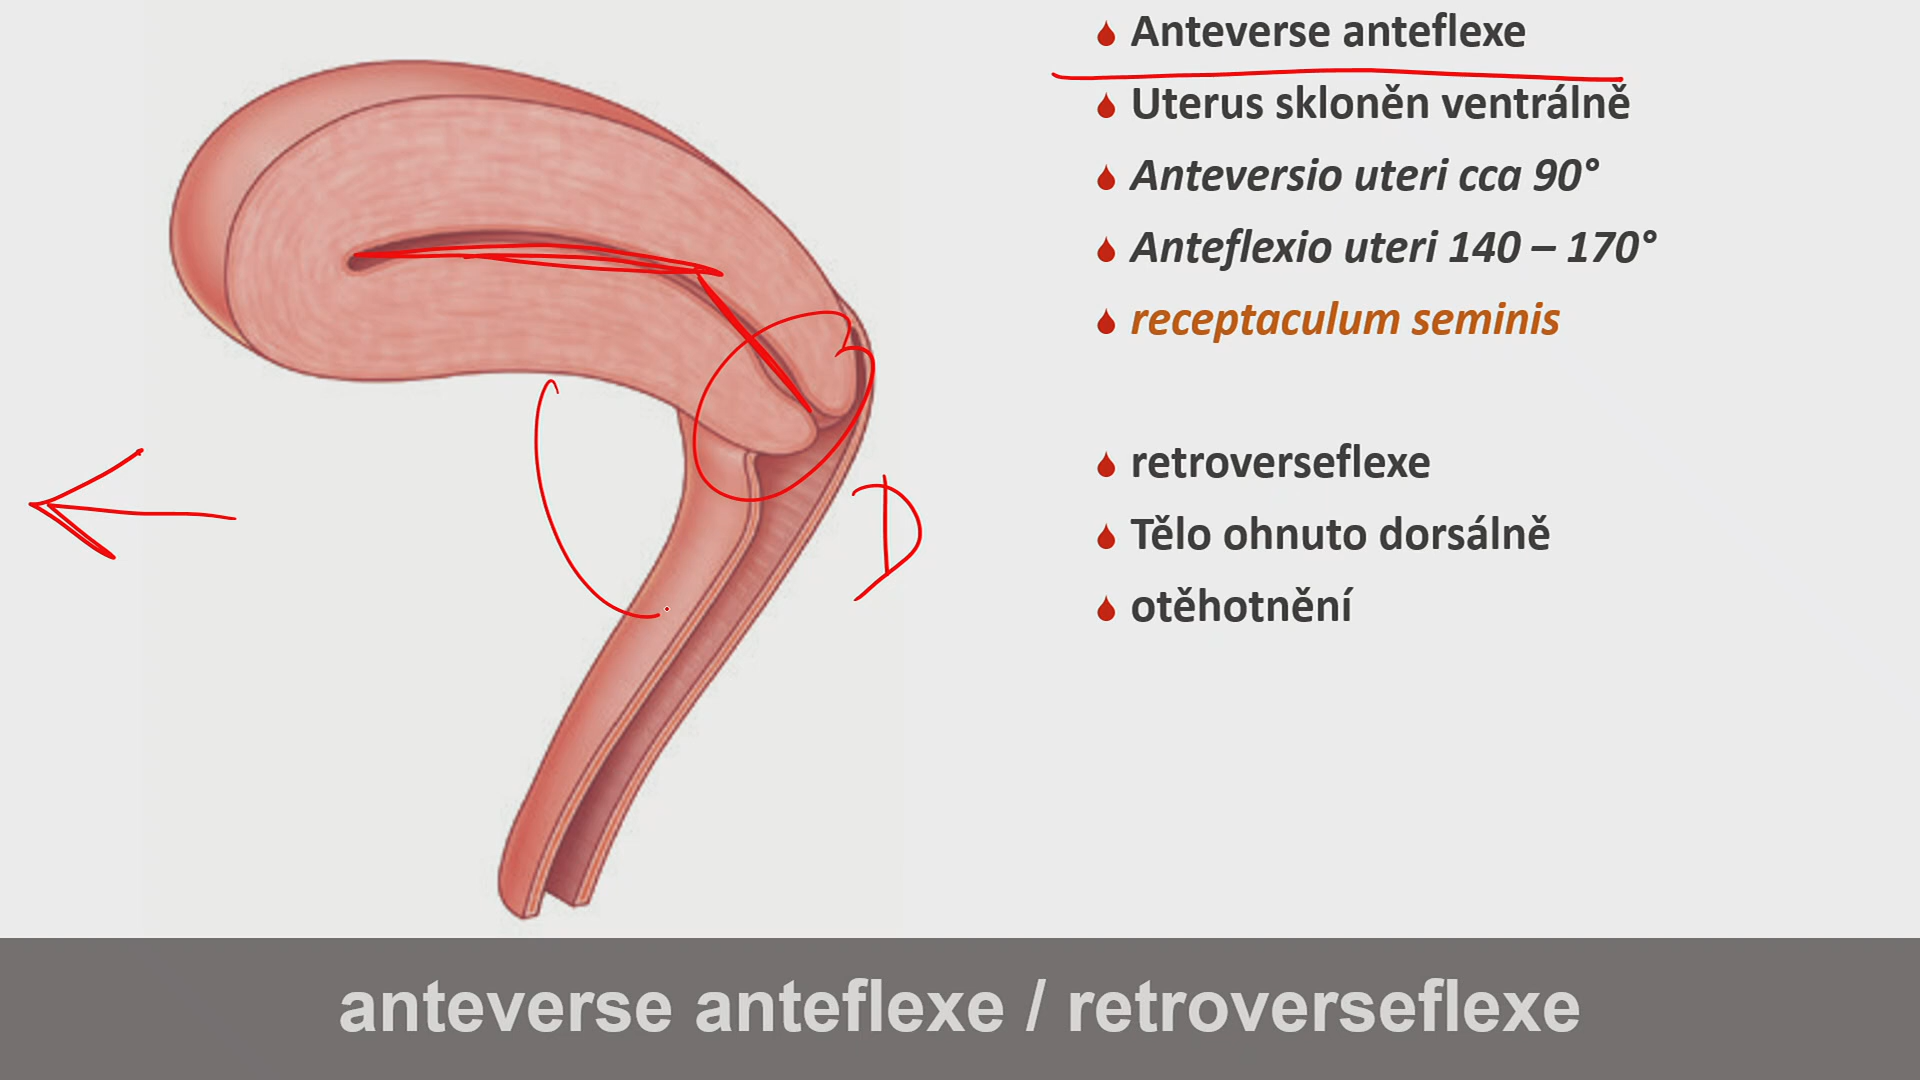 Anteverse anteflexe
Uterus skloněn ventrálně
Anteversio uteri cca 90°
Anteflexio uteri 140 – 170°
receptaculum seminis
retroverseflexe
Tělo ohnuto dorsálně
otěhotnění
D
anteverse anteflexe / retroverseflexe